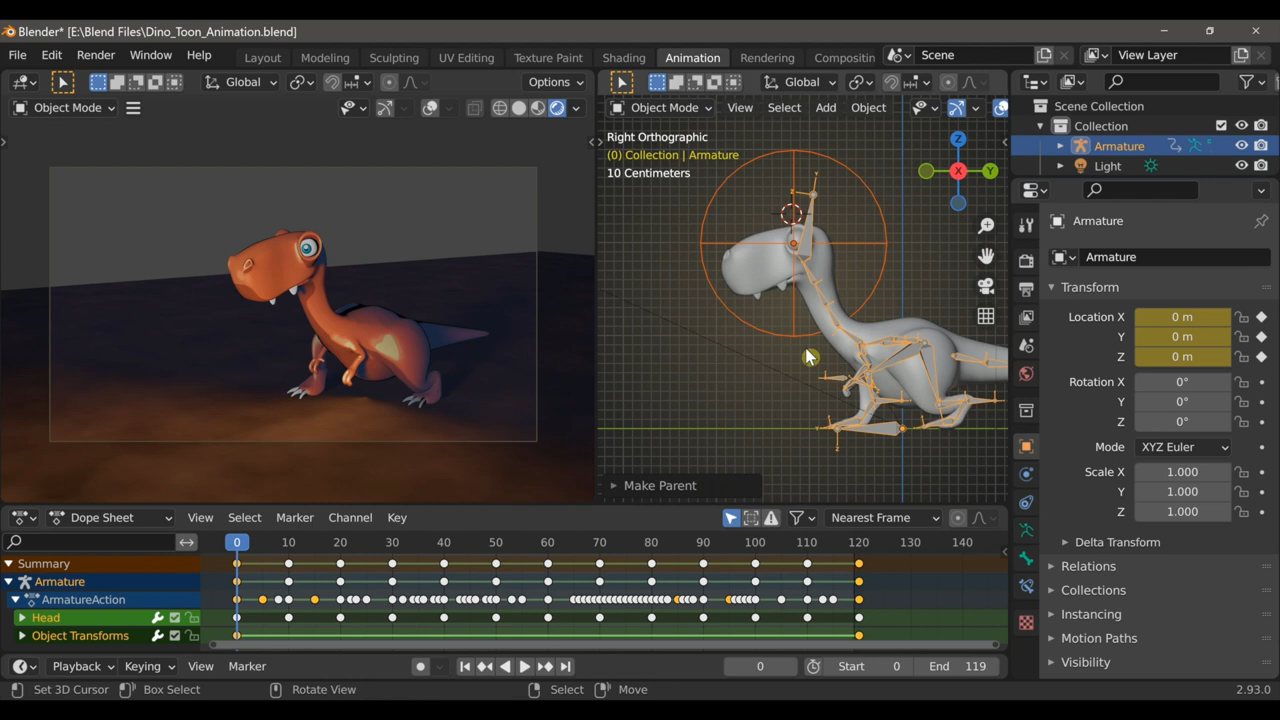 Blender* [E:\Blend Files\Dino_Toon_Animation.blend]
File Edit Render Window Help Layout Modeling Sculpting UV Editing Texture Paint Shading Animation Rendering Compositin Scene View Layer
Global Options Global
Object Mode Object Mode View Select Add Object
Scene Collection
Collection
Armature
Light
Right Orthographic
(0) Collection | Armature
10 Centimeters
Z
X
Y
Armature
Armature
Transform
Location X 0 m
Y 0 m
Z 0 m
Rotation X 0°
Y 0°
Z 0°
Mode XYZ Euler
Scale X 1.000
Y 1.000
Z 1.000
Delta Transform
Relations
Collections
Instancing
Motion Paths
Visibility
Make Parent
Dope Sheet View Select Marker Channel Key Nearest Frame
0 10 20 30 40 50 60 70 80 90 100 110 120 130 140
Summary
Armature
ArmatureAction
Head
Object Transforms
Playback Keying View Marker 0 Start 0 End 119
Set 3D Cursor Box Select Rotate View Select Move 2.93.0